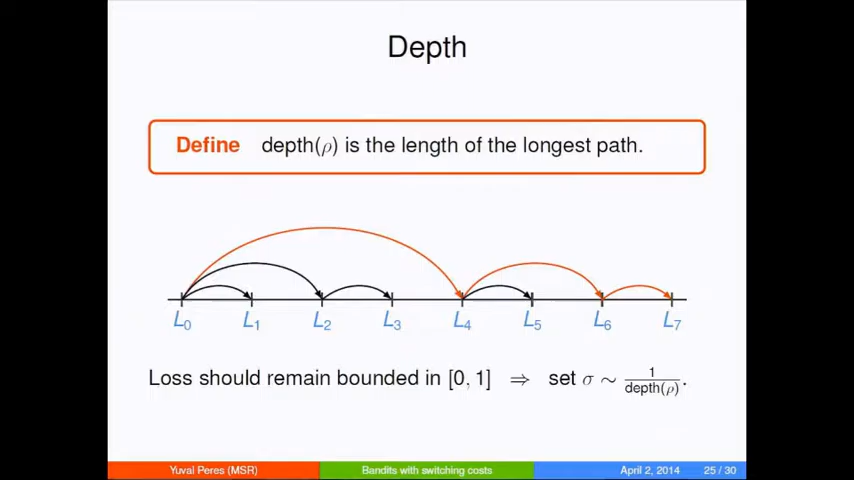 Depth
Define depth(ρ) is the length of the longest path.
L₀ L₁ L₂ L₃ L₄ L₅ L₆ L₇
Loss should remain bounded in [0, 1] ⇒ set σ ∼ 1/depth(ρ).
Yuval Peres (MSR) Bandits with switching costs April 2, 2014 25 / 30